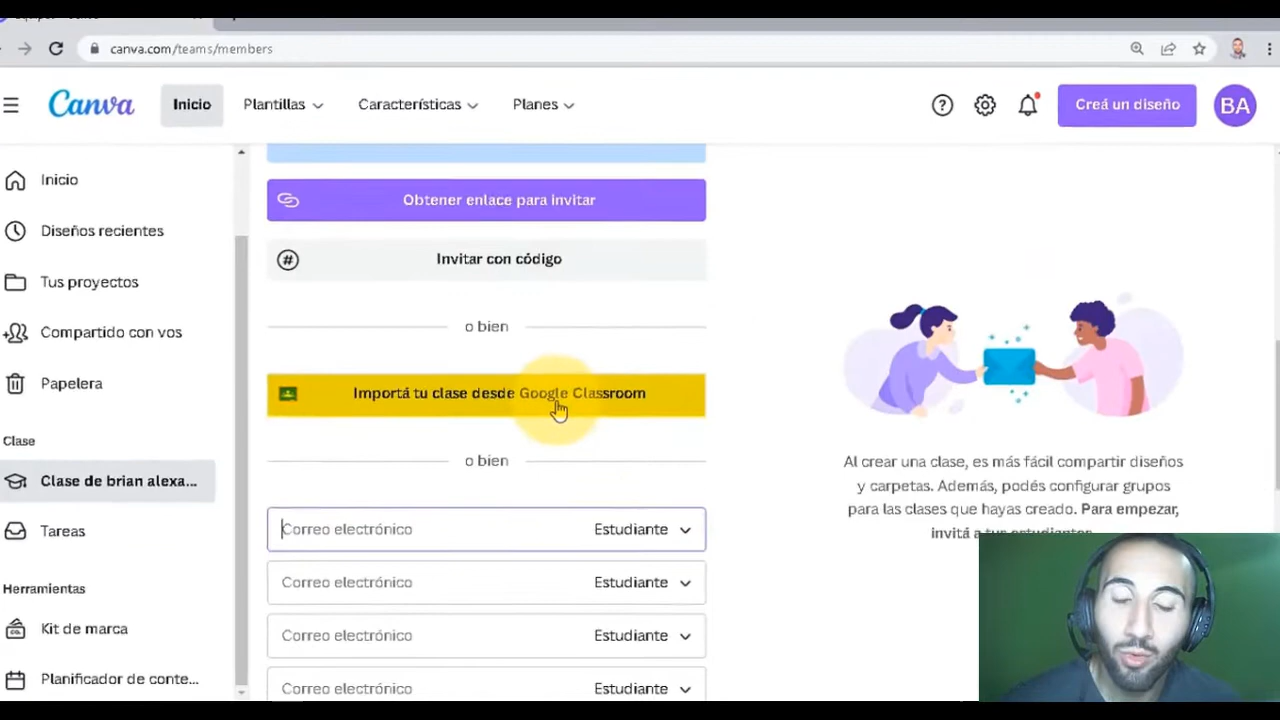 canva.com/teams/members
Canva
Inicio
Plantillas
Características
Planes
Creá un diseño
BA
Inicio
Diseños recientes
Tus proyectos
Compartido con vos
Papelera
Clase
Clase de brian alexa...
Tareas
Herramientas
Kit de marca
Planificador de conte...
Obtener enlace para invitar
#
Invitar con código
o bien
Importá tu clase desde Google Classroom
o bien
Correo electrónico Estudiante
Correo electrónico Estudiante
Correo electrónico Estudiante
Correo electrónico Estudiante
Al crear una clase, es más fácil compartir diseños
y carpetas. Además, podés configurar grupos
para las clases que hayas creado. Para empezar,
invitá a tus estudiantes.